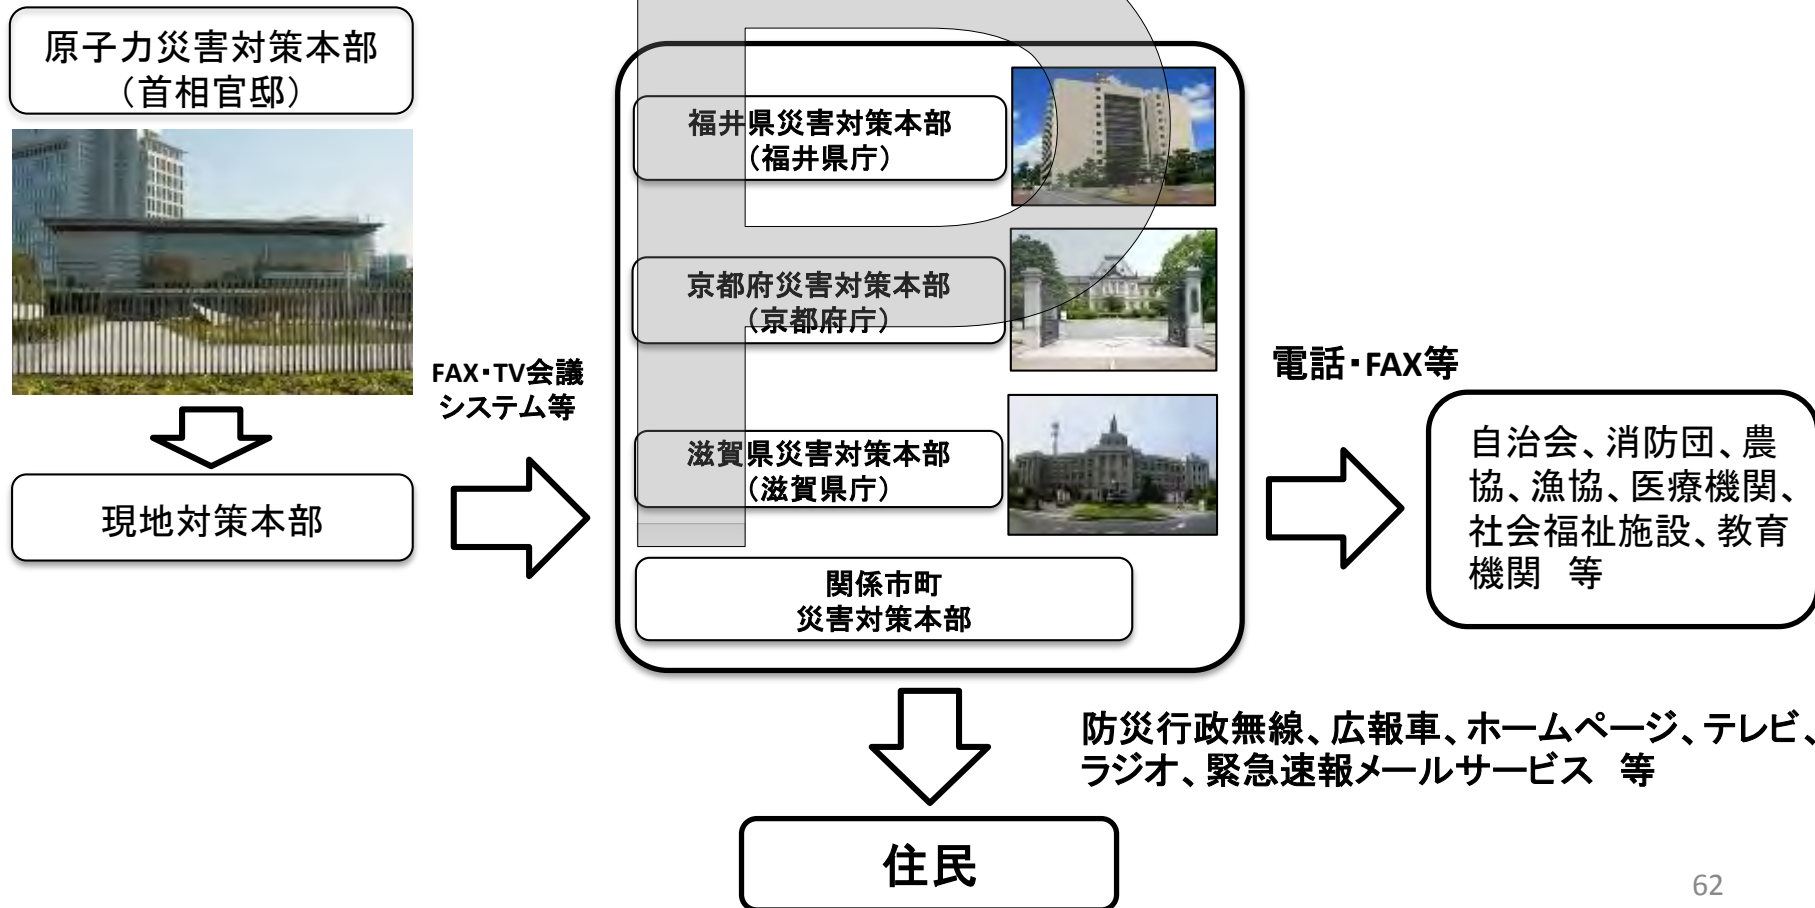 原子力災害対策本部
（首相官邸）
現地対策本部
FAX・TV会議
システム等
福井県災害対策本部
（福井県庁）
京都府災害対策本部
（京都府庁）
滋賀県災害対策本部
（滋賀県庁）
関係市町
災害対策本部
電話・FAX等
自治会、消防団、農
協、漁協、医療機関、
社会福祉施設、教育
機関　等
防災行政無線、広報車、ホームページ、テレビ、
ラジオ、緊急速報メールサービス　等
住民
62